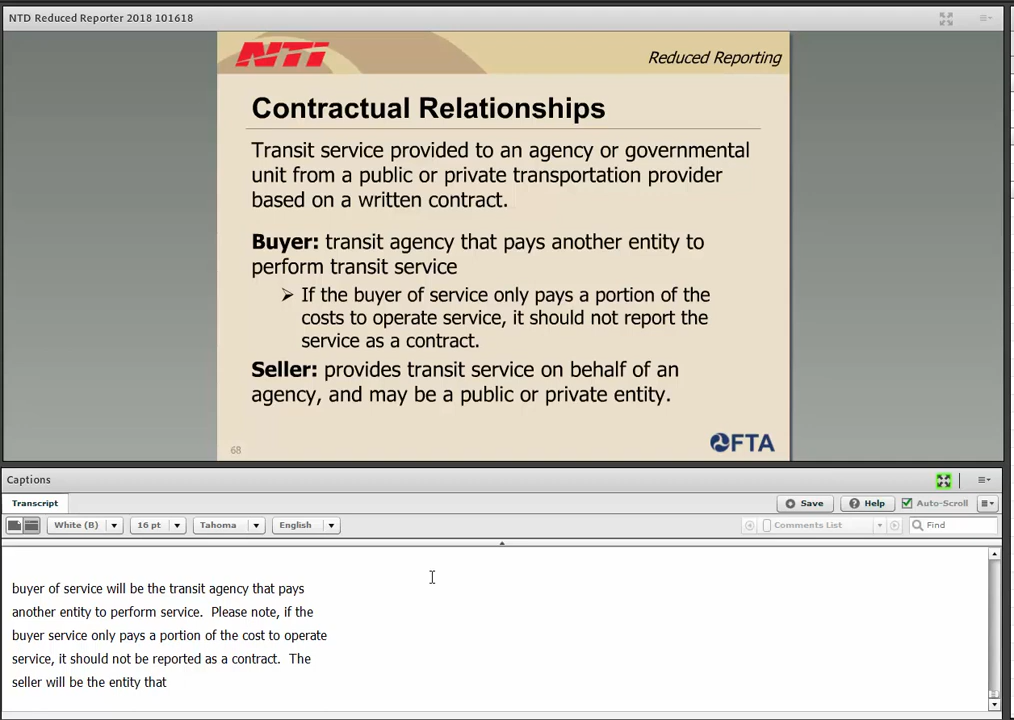 NTD Reduced Reporter 2018 101618
NTI
Reduced Reporting
Contractual Relationships
Transit service provided to an agency or governmental
unit from a public or private transportation provider
based on a written contract.
Buyer: transit agency that pays another entity to
perform transit service
➢ If the buyer of service only pays a portion of the
costs to operate service, it should not report the
service as a contract.
Seller: provides transit service on behalf of an
agency, and may be a public or private entity.
68
FTA
Captions
Transcript
Save
Help
Auto-Scroll
White (B)
16 pt
Tahoma
English
Comments List
Find
buyer of service will be the transit agency that pays
another entity to perform service.  Please note, if the
buyer service only pays a portion of the cost to operate
service, it should not be reported as a contract.  The
seller will be the entity that